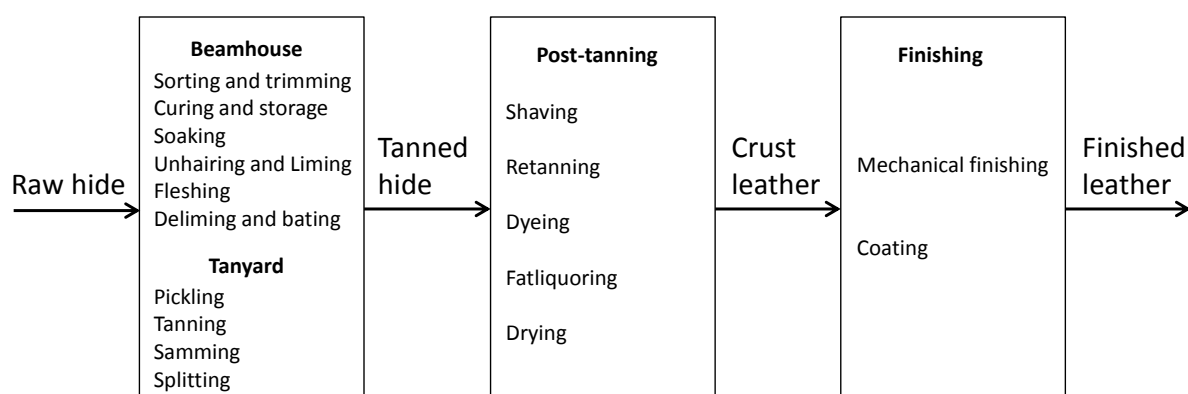 Raw hide
Beamhouse
Sorting and trimming
Curing and storage
Soaking
Unhairing and Liming
Fleshing
Deliming and bating
Tanyard
Pickling
Tanning
Samming
Splitting
Tanned
hide
Post-tanning
Shaving
Retanning
Dyeing
Fatliquoring
Drying
Crust
leather
Finishing
Mechanical finishing
Coating
Finished
leather